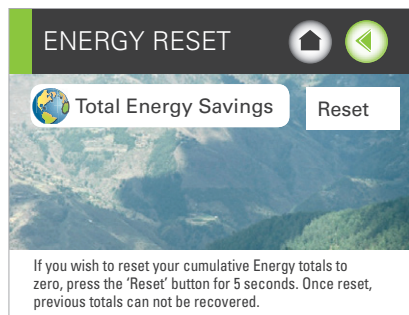 ENERGY RESET
Total Energy Savings
Reset
If you wish to reset your cumulative Energy totals to
zero, press the ‘Reset’ button for 5 seconds. Once reset,
previous totals can not be recovered.